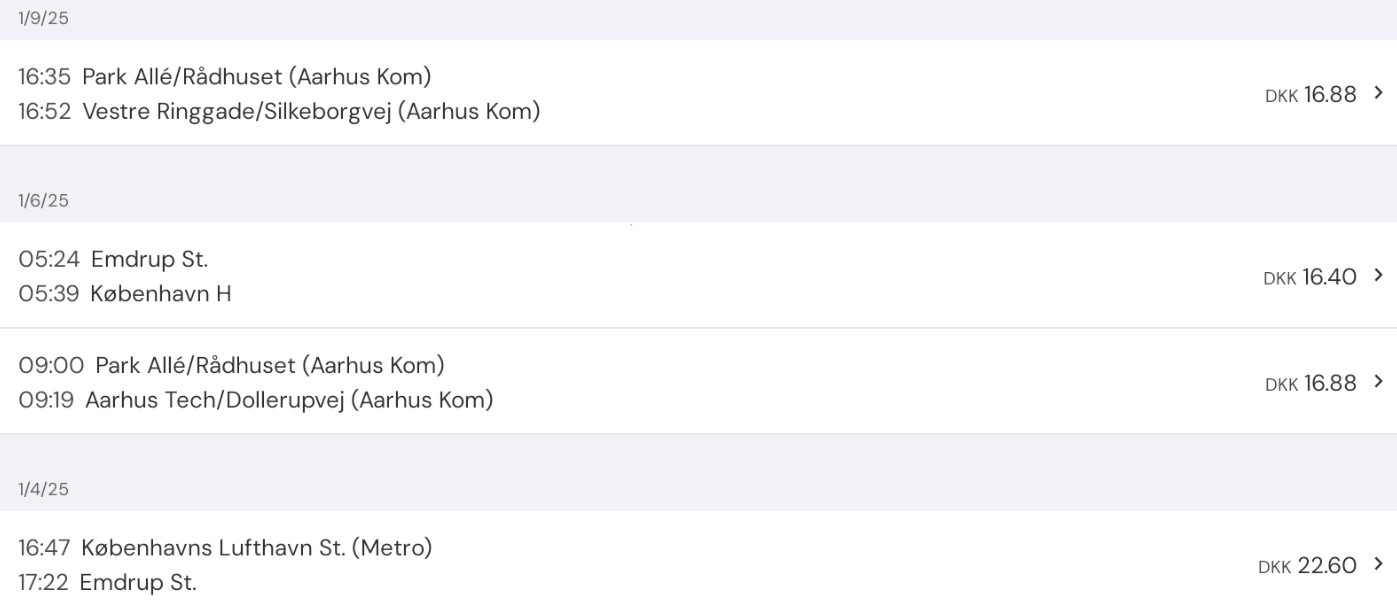 1/9/25
16:35 Park Allé/Rådhuset (Aarhus Kom)
16:52 Vestre Ringgade/Silkeborgvej (Aarhus Kom)
DKK 16.88
1/6/25
05:24 Emdrup St.
05:39 København H
DKK 16.40
09:00 Park Allé/Rådhuset (Aarhus Kom)
09:19 Aarhus Tech/Dollerupvej (Aarhus Kom)
DKK 16.88
1/4/25
16:47 Københavns Lufthavn St. (Metro)
17:22 Emdrup St.
DKK 22.60